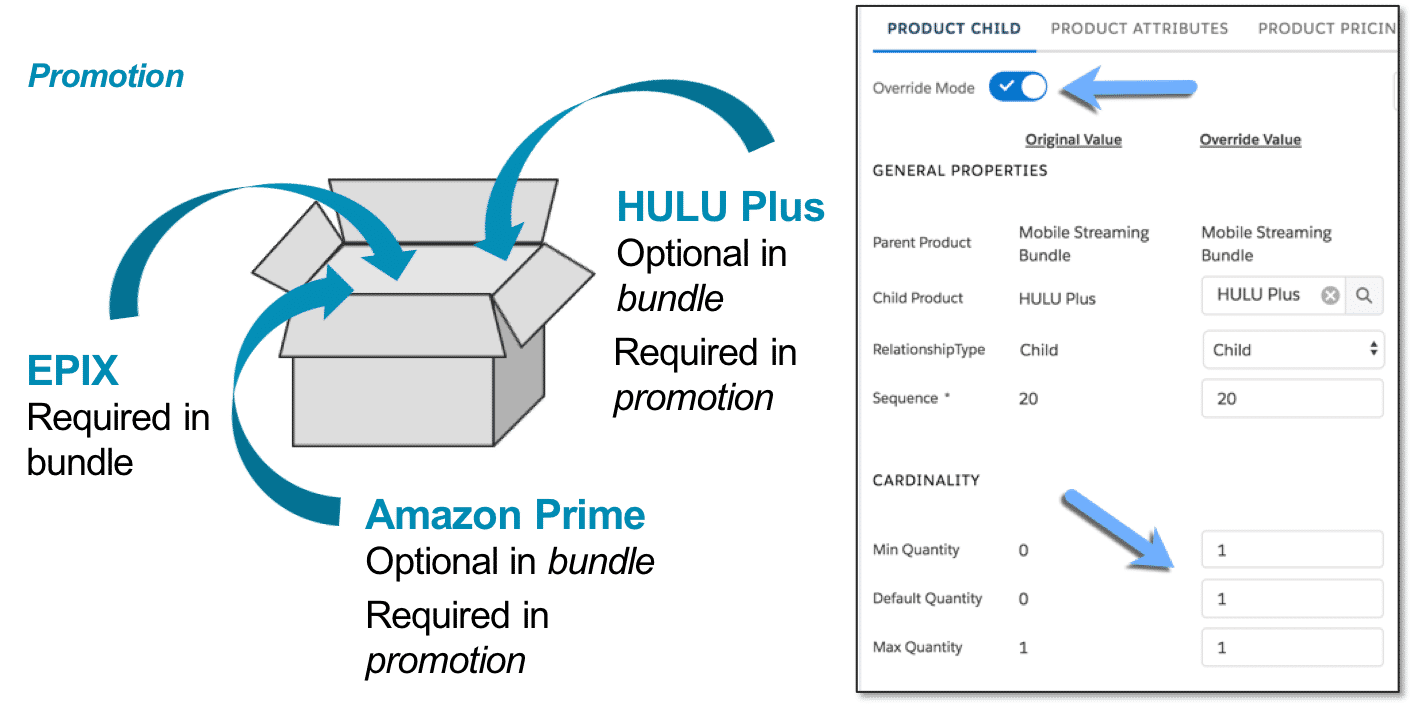 Promotion
EPIX
Required in
bundle
HULU Plus
Optional in
bundle
Required in
promotion
Amazon Prime
Optional in bundle
Required in
promotion
PRODUCT CHILD PRODUCT ATTRIBUTES PRODUCT PRICIN
Override Mode
Original Value Override Value
GENERAL PROPERTIES
Parent Product Mobile Streaming Bundle Mobile Streaming Bundle
Child Product HULU Plus HULU Plus
RelationshipType Child Child
Sequence * 20 20
CARDINALITY
Min Quantity 0 1
Default Quantity 0 1
Max Quantity 1 1